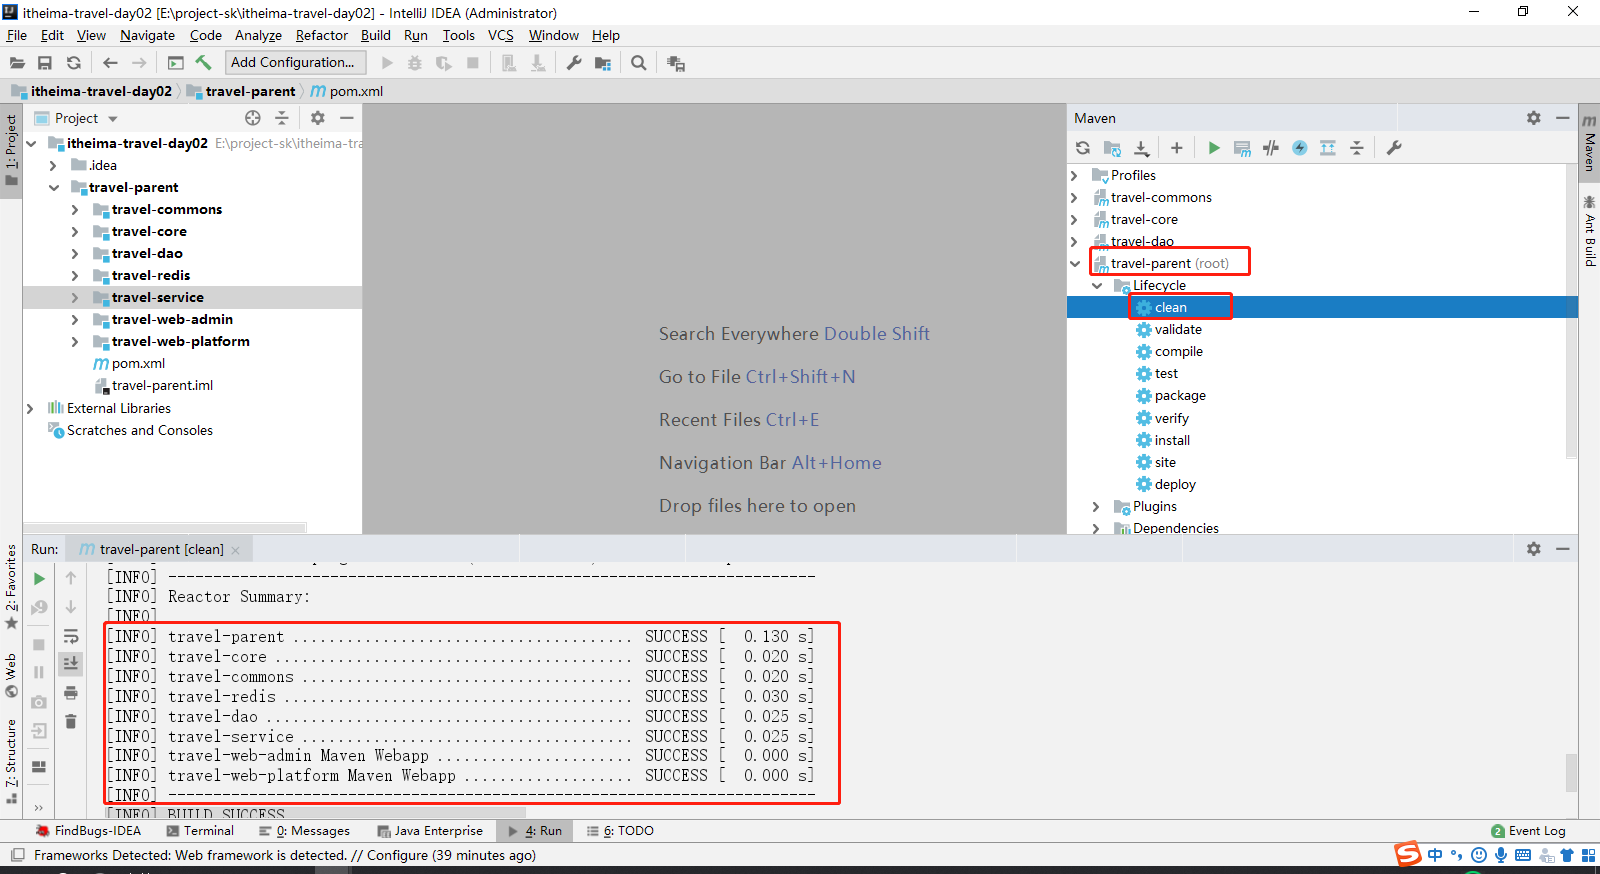 itheima-travel-day02 [E:\project-sk\itheima-travel-day02] - IntelliJ IDEA (Administrator)
File Edit View Navigate Code Analyze Refactor Build Run Tools VCS Window Help
Add Configuration...
itheima-travel-day02 travel-parent pom.xml
1: Project
Project
itheima-travel-day02 E:\project-sk\itheima-tra
.idea
travel-parent
travel-commons
travel-core
travel-dao
travel-redis
travel-service
travel-web-admin
travel-web-platform
pom.xml
travel-parent.iml
External Libraries
Scratches and Consoles
Search Everywhere Double Shift
Go to File Ctrl+Shift+N
Recent Files Ctrl+E
Navigation Bar Alt+Home
Drop files here to open
Maven
Profiles
travel-commons
travel-core
travel-dao
travel-parent (root)
Lifecycle
clean
validate
compile
test
package
verify
install
site
deploy
Plugins
Dependencies
Maven
Ant Build
Run: travel-parent [clean]
2: Favorites
Web
7: Structure
[INFO] ------------------------------------------------------------------------
[INFO] Reactor Summary:
[INFO]
[INFO] travel-parent ...................................... SUCCESS [  0.130 s]
[INFO] travel-core ........................................ SUCCESS [  0.020 s]
[INFO] travel-commons ..................................... SUCCESS [  0.020 s]
[INFO] travel-redis ....................................... SUCCESS [  0.030 s]
[INFO] travel-dao ......................................... SUCCESS [  0.025 s]
[INFO] travel-service ..................................... SUCCESS [  0.025 s]
[INFO] travel-web-admin Maven Webapp ...................... SUCCESS [  0.000 s]
[INFO] travel-web-platform Maven Webapp ................... SUCCESS [  0.000 s]
[INFO] ------------------------------------------------------------------------
[INFO] BUILD SUCCESS
FindBugs-IDEA Terminal 0: Messages Java Enterprise 4: Run 6: TODO 2 Event Log
Frameworks Detected: Web framework is detected. // Configure (39 minutes ago)
中